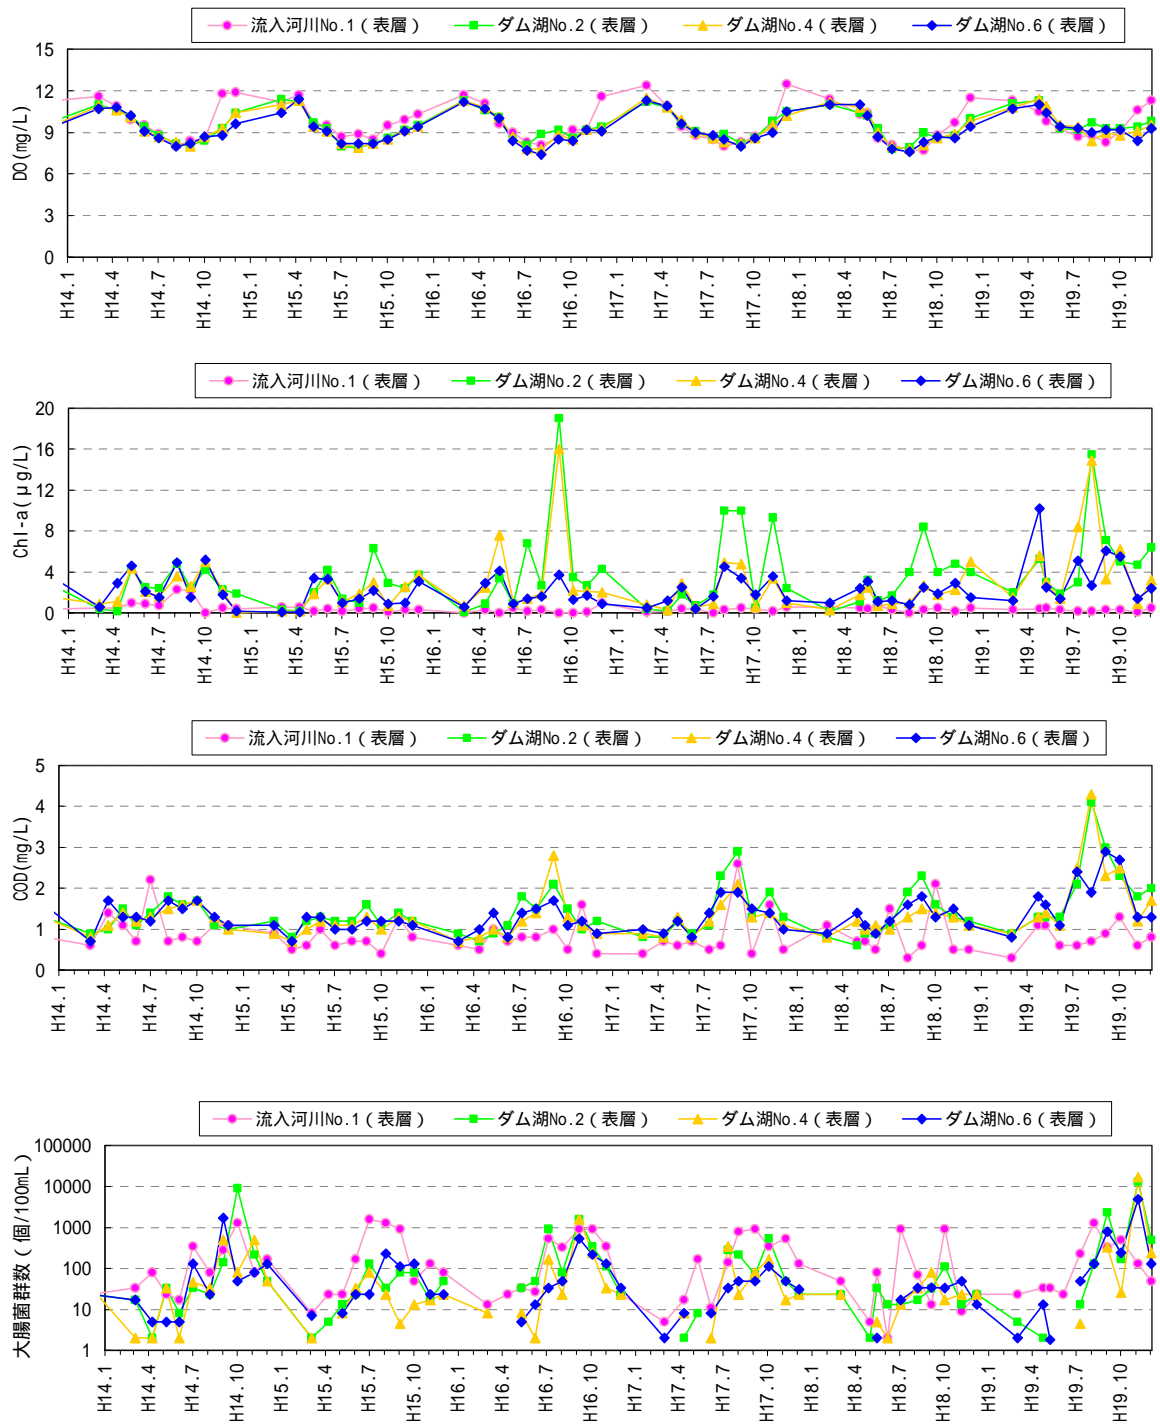 流入河川No.1(表層) ダム湖No.2(表層) ダム湖No.4(表層) ダム湖No.6(表層)
15
12
9
6
3
0
DO(mg/L)
H14.1 H14.4 H14.7 H14.10 H15.1 H15.4 H15.7 H15.10 H16.1 H16.4 H16.7 H16.10 H17.1 H17.4 H17.7 H17.10 H18.1 H18.4 H18.7 H18.10 H19.1 H19.4 H19.7 H19.10
流入河川No.1(表層) ダム湖No.2(表層) ダム湖No.4(表層) ダム湖No.6(表層)
20
16
12
8
4
0
Chl-a(μg/L)
H14.1 H14.4 H14.7 H14.10 H15.1 H15.4 H15.7 H15.10 H16.1 H16.4 H16.7 H16.10 H17.1 H17.4 H17.7 H17.10 H18.1 H18.4 H18.7 H18.10 H19.1 H19.4 H19.7 H19.10
流入河川No.1(表層) ダム湖No.2(表層) ダム湖No.4(表層) ダム湖No.6(表層)
5
4
3
2
1
0
COD(mg/L)
H14.1 H14.4 H14.7 H14.10 H15.1 H15.4 H15.7 H15.10 H16.1 H16.4 H16.7 H16.10 H17.1 H17.4 H17.7 H17.10 H18.1 H18.4 H18.7 H18.10 H19.1 H19.4 H19.7 H19.10
流入河川No.1(表層) ダム湖No.2(表層) ダム湖No.4(表層) ダム湖No.6(表層)
100000
10000
1000
100
10
1
大腸菌群数(個/100mL)
H14.1 H14.4 H14.7 H14.10 H15.1 H15.4 H15.7 H15.10 H16.1 H16.4 H16.7 H16.10 H17.1 H17.4 H17.7 H17.10 H18.1 H18.4 H18.7 H18.10 H19.1 H19.4 H19.7 H19.10